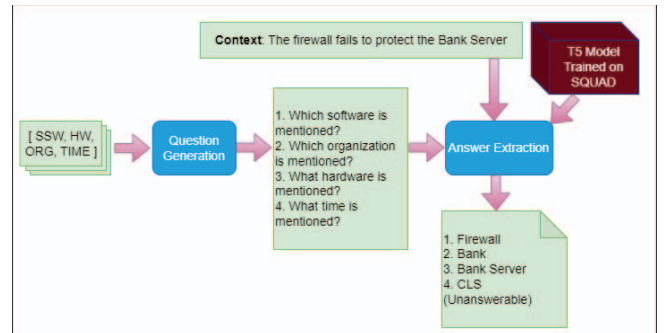 Context: The firewall fails to protect the Bank Server
T5 Model
Trained on
SQUAD
[ SSW, HW,
ORG, TIME ]
Question
Generation
1. Which software is
mentioned?
2. Which organization
is mentioned?
3. What hardware is
mentioned?
4. What time is
mentioned?
Answer Extraction
1. Firewall
2. Bank
3. Bank Server
4. CLS
(Unanswerable)